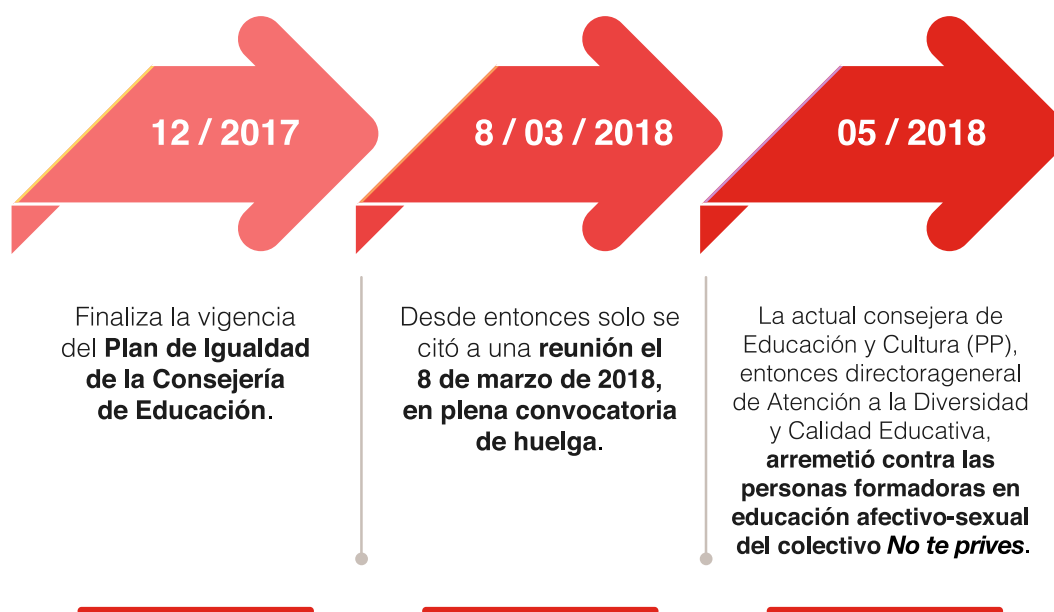 12 / 2017
Finaliza la vigencia
del Plan de Igualdad
de la Consejería
de Educación.
8 / 03 / 2018
Desde entonces solo se
citó a una reunión el
8 de marzo de 2018,
en plena convocatoria
de huelga.
05 / 2018
La actual consejera de
Educación y Cultura (PP),
entonces directorageneral
de Atención a la Diversidad
y Calidad Educativa,
arremetió contra las
personas formadoras en
educación afectivo-sexual
del colectivo No te prives.